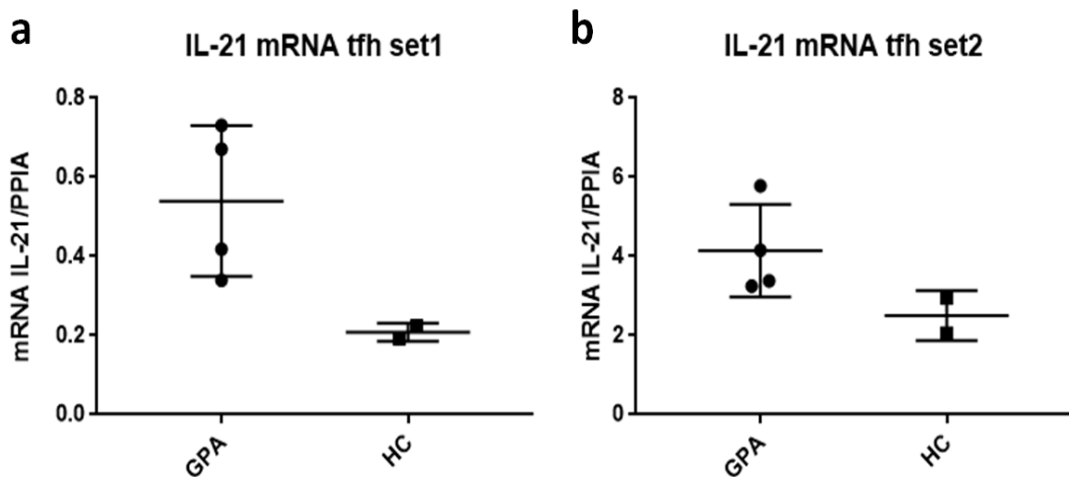 a
IL-21 mRNA tfh set1
mRNA IL-21/PPIA
0.8
0.6
0.4
0.2
0.0
GPA
HC
b
IL-21 mRNA tfh set2
mRNA IL-21/PPIA
8
6
4
2
0
GPA
HC